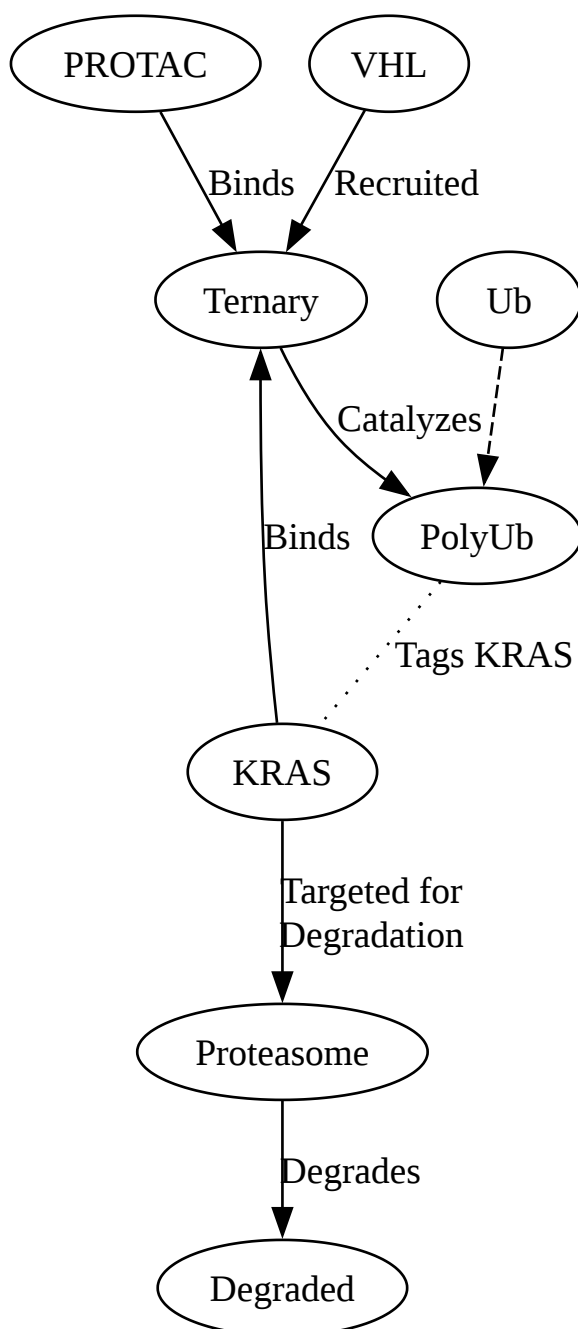 PROTAC
VHL
Binds
Recruited
Ternary
Ub
Catalyzes
Binds
PolyUb
Tags KRAS
KRAS
Targeted for
Degradation
Proteasome
Degrades
Degraded